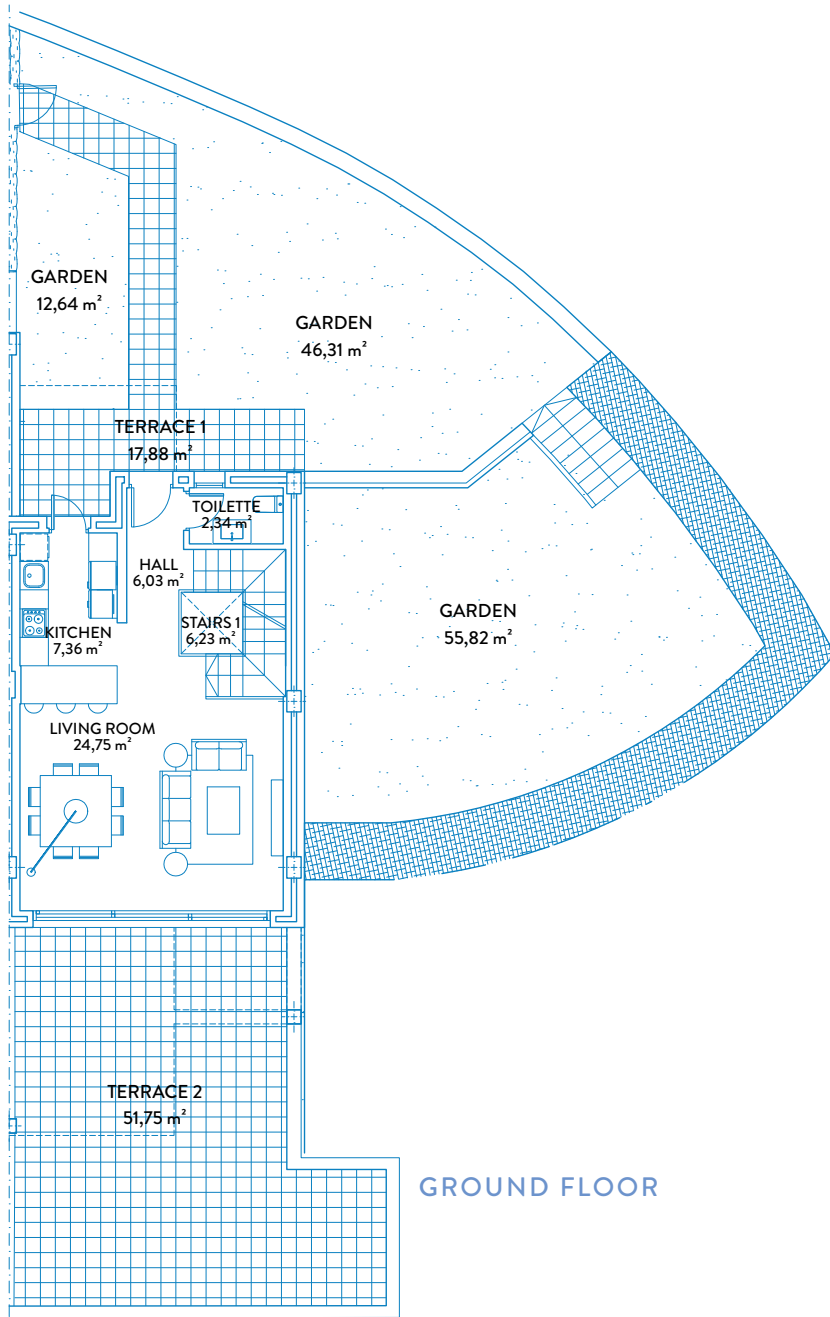 GARDEN
12,64 m²
GARDEN
46,31 m²
TERRACE 1
17,88 m²
TOILETTE
2,34 m²
HALL
6,03 m²
STAIRS 1
6,23 m²
GARDEN
55,82 m²
KITCHEN
7,36 m²
LIVING ROOM
24,75 m²
TERRACE 2
51,75 m²
GROUND FLOOR